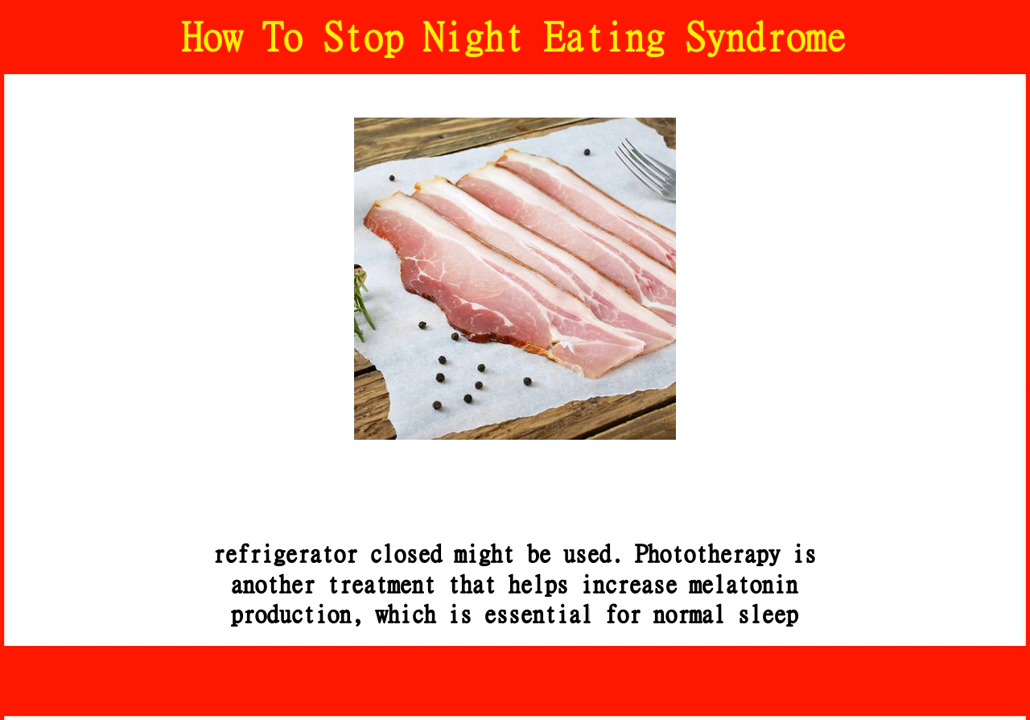 How To Stop Night Eating Syndrome
refrigerator closed might be used. Phototherapy is
another treatment that helps increase melatonin
production, which is essential for normal sleep